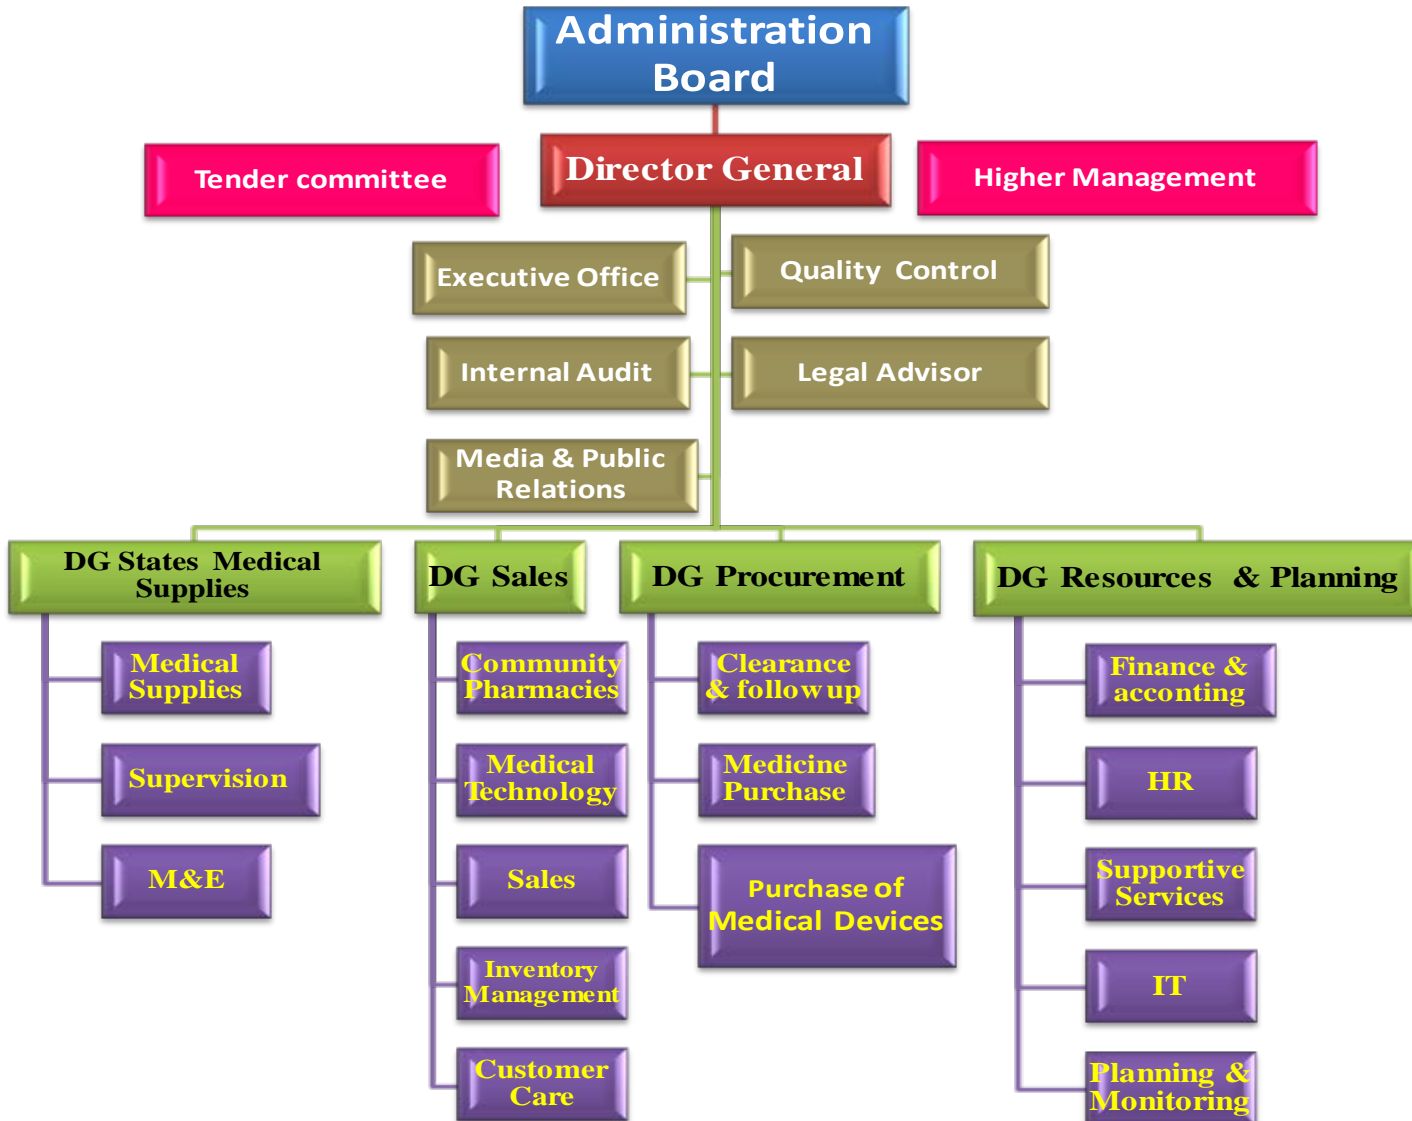 Administration
Board
Tender committee
Director General
Higher Management
Executive Office
Quality Control
Internal Audit
Legal Advisor
Media & Public
Relations
DG States Medical
Supplies
DG Sales
DG Procurement
DG Resources & Planning
Medical
Supplies
Supervision
M&E
Community
Pharmacies
Medical
Technology
Sales
Inventory
Management
Customer
Care
Clearance
& follow up
Medicine
Purchase
Purchase of
Medical Devices
Finance &
acconting
HR
Supportive
Services
IT
Planning &
Monitoring